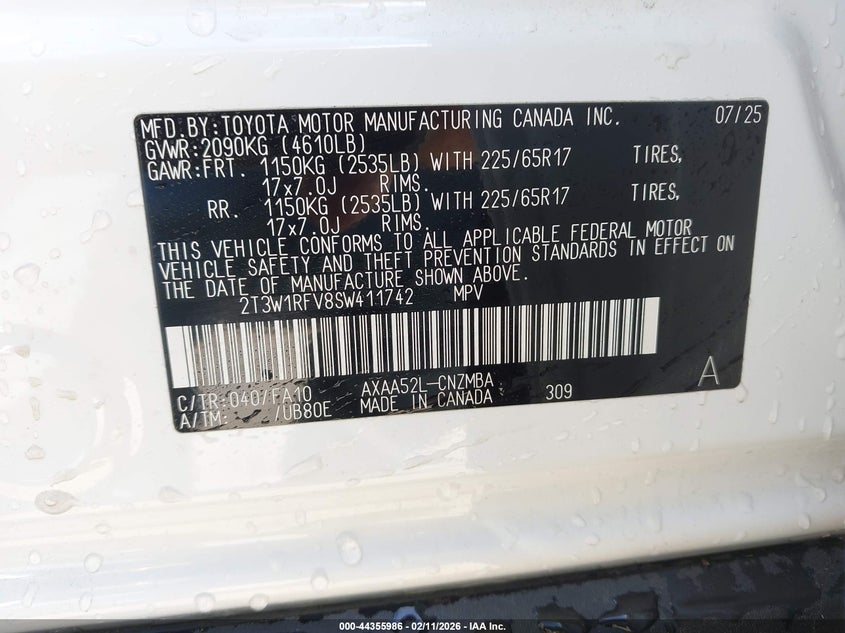 MFD.BY:TOYOTA MOTOR MANUFACTURING CANADA INC. 07/25
GVWR:2090KG (4610LB)
GAWR:FRT. 1150KG (2535LB) WITH 225/65R17 TIRES,
17x7.0J RIMS.
RR. 1150KG (2535LB) WITH 225/65R17 TIRES,
17x7.0J RIMS.
THIS VEHICLE CONFORMS TO ALL APPLICABLE FEDERAL MOTOR
VEHICLE SAFETY AND THEFT PREVENTION STANDARDS IN EFFECT ON
THE DATE OF MANUFACTURE SHOWN ABOVE.
2T3W1RFV8SW411742 MPV
C/TR:040/FA10 AXAA52L-CNZMBA A
A/TM: /UB80E MADE IN CANADA 309
000-44355986 - 02/11/2026 - IAA Inc.